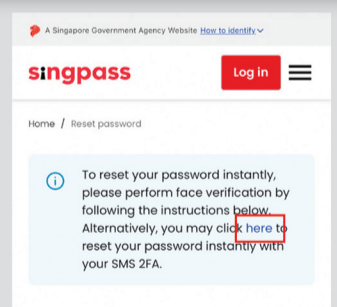 A Singapore Government Agency Website How to identify
singpass
Log in
Home / Reset password
To reset your password instantly,
please perform face verification by
following the instructions below.
Alternatively, you may click here to
reset your password instantly with
your SMS 2FA.